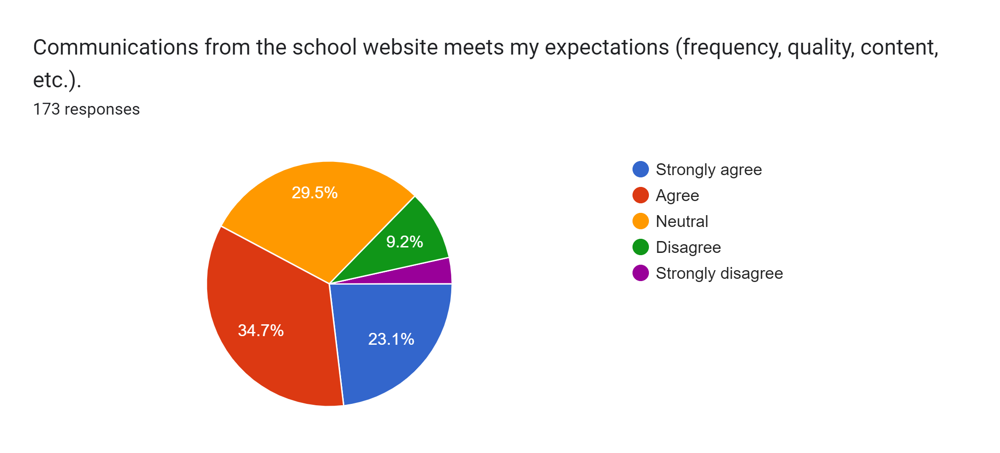 Communications from the school website meets my expectations (frequency, quality, content,
etc.).
173 responses
29.5%
9.2%
34.7%
23.1%
Strongly agree
Agree
Neutral
Disagree
Strongly disagree